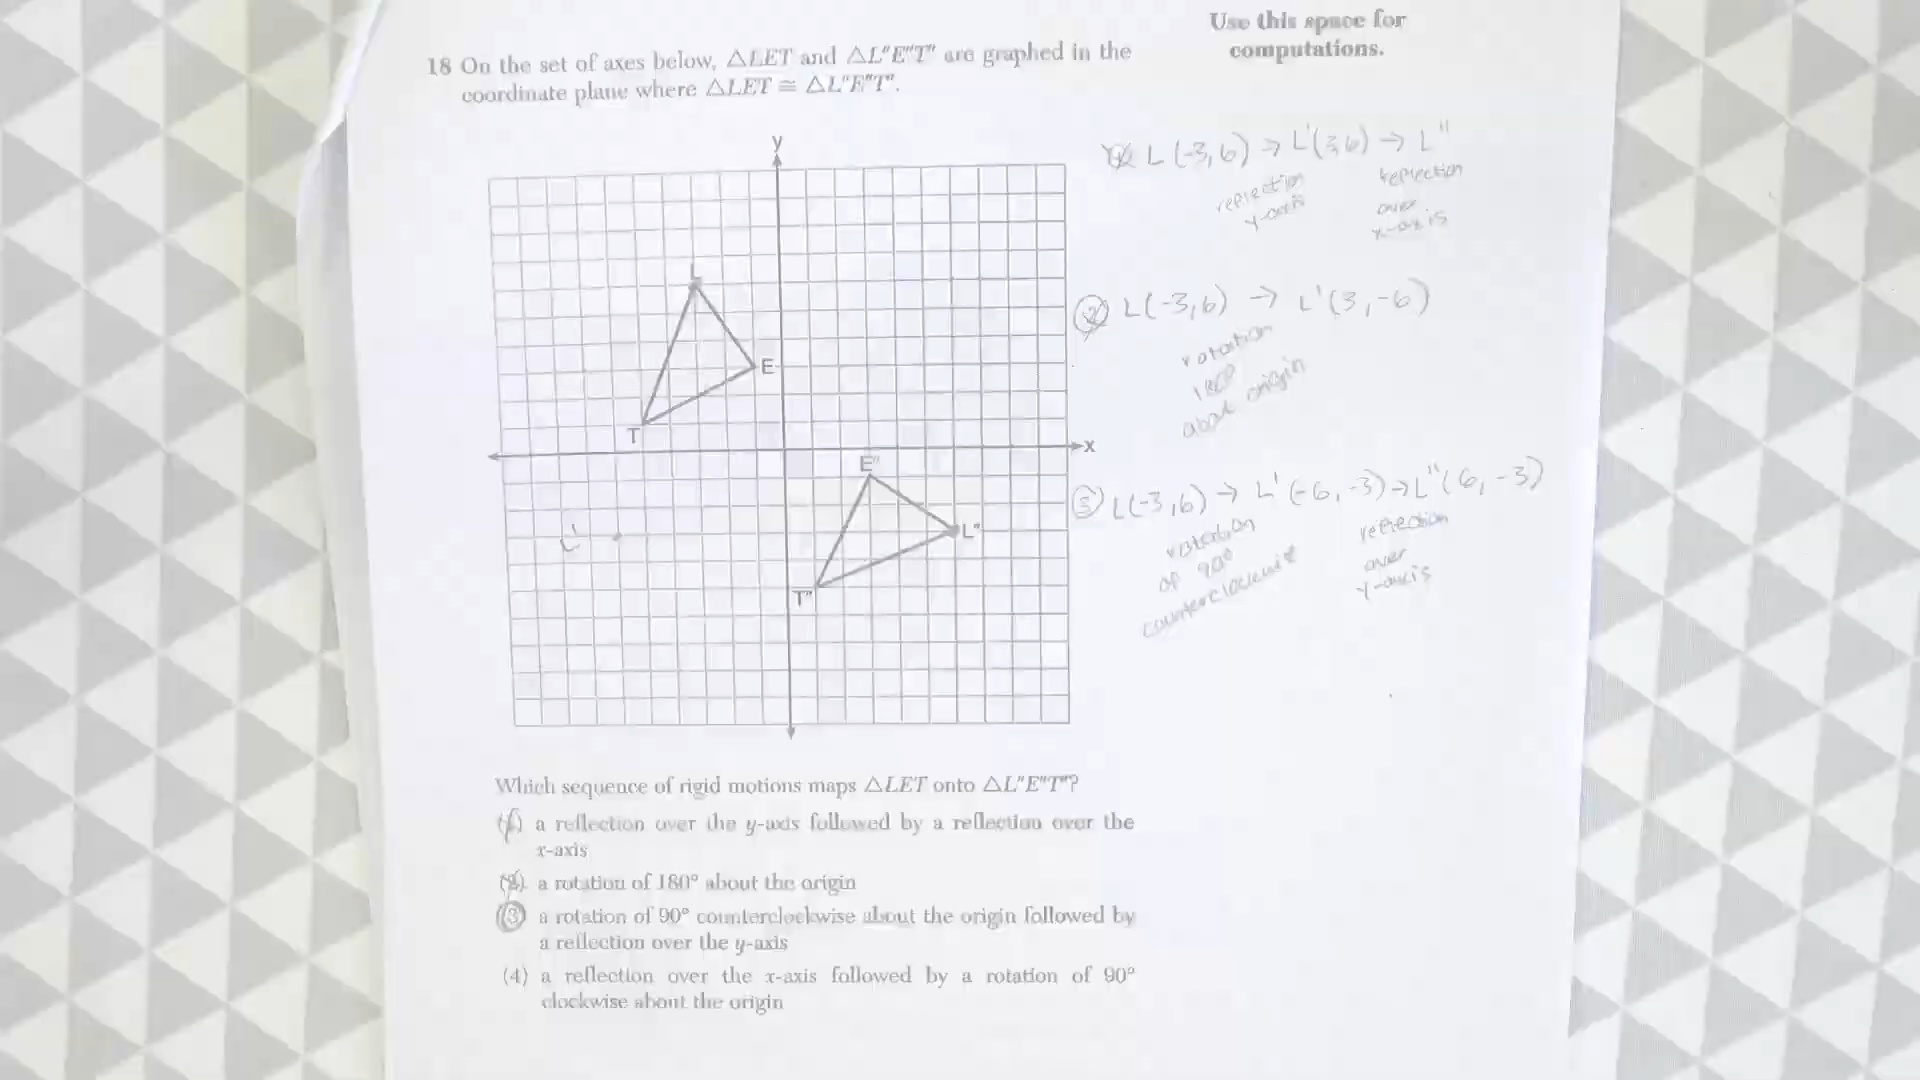 Use this space for
computations.
18 On the set of axes below, △LET and △L"E"T" are graphed in the
coordinate plane where △LET ≅ △L"E"T".
y
L
E
T
x
E"
L"
T"
L'
1 L(-3,6) → L'(3,6) → L"
reflection
y-axis
reflection
over
x-axis
2 L(-3,6) → L'(3,-6)
rotation
180°
about origin
3 L(-3,6) → L'(-6,-3) → L"(6,-3)
rotation
of 90°
counterclockwise
reflection
over
y-axis
Which sequence of rigid motions maps △LET onto △L"E"T"?
(1) a reflection over the y-axis followed by a reflection over the
x-axis
(2) a rotation of 180° about the origin
(3) a rotation of 90° counterclockwise about the origin followed by
a reflection over the y-axis
(4) a reflection over the x-axis followed by a rotation of 90°
clockwise about the origin